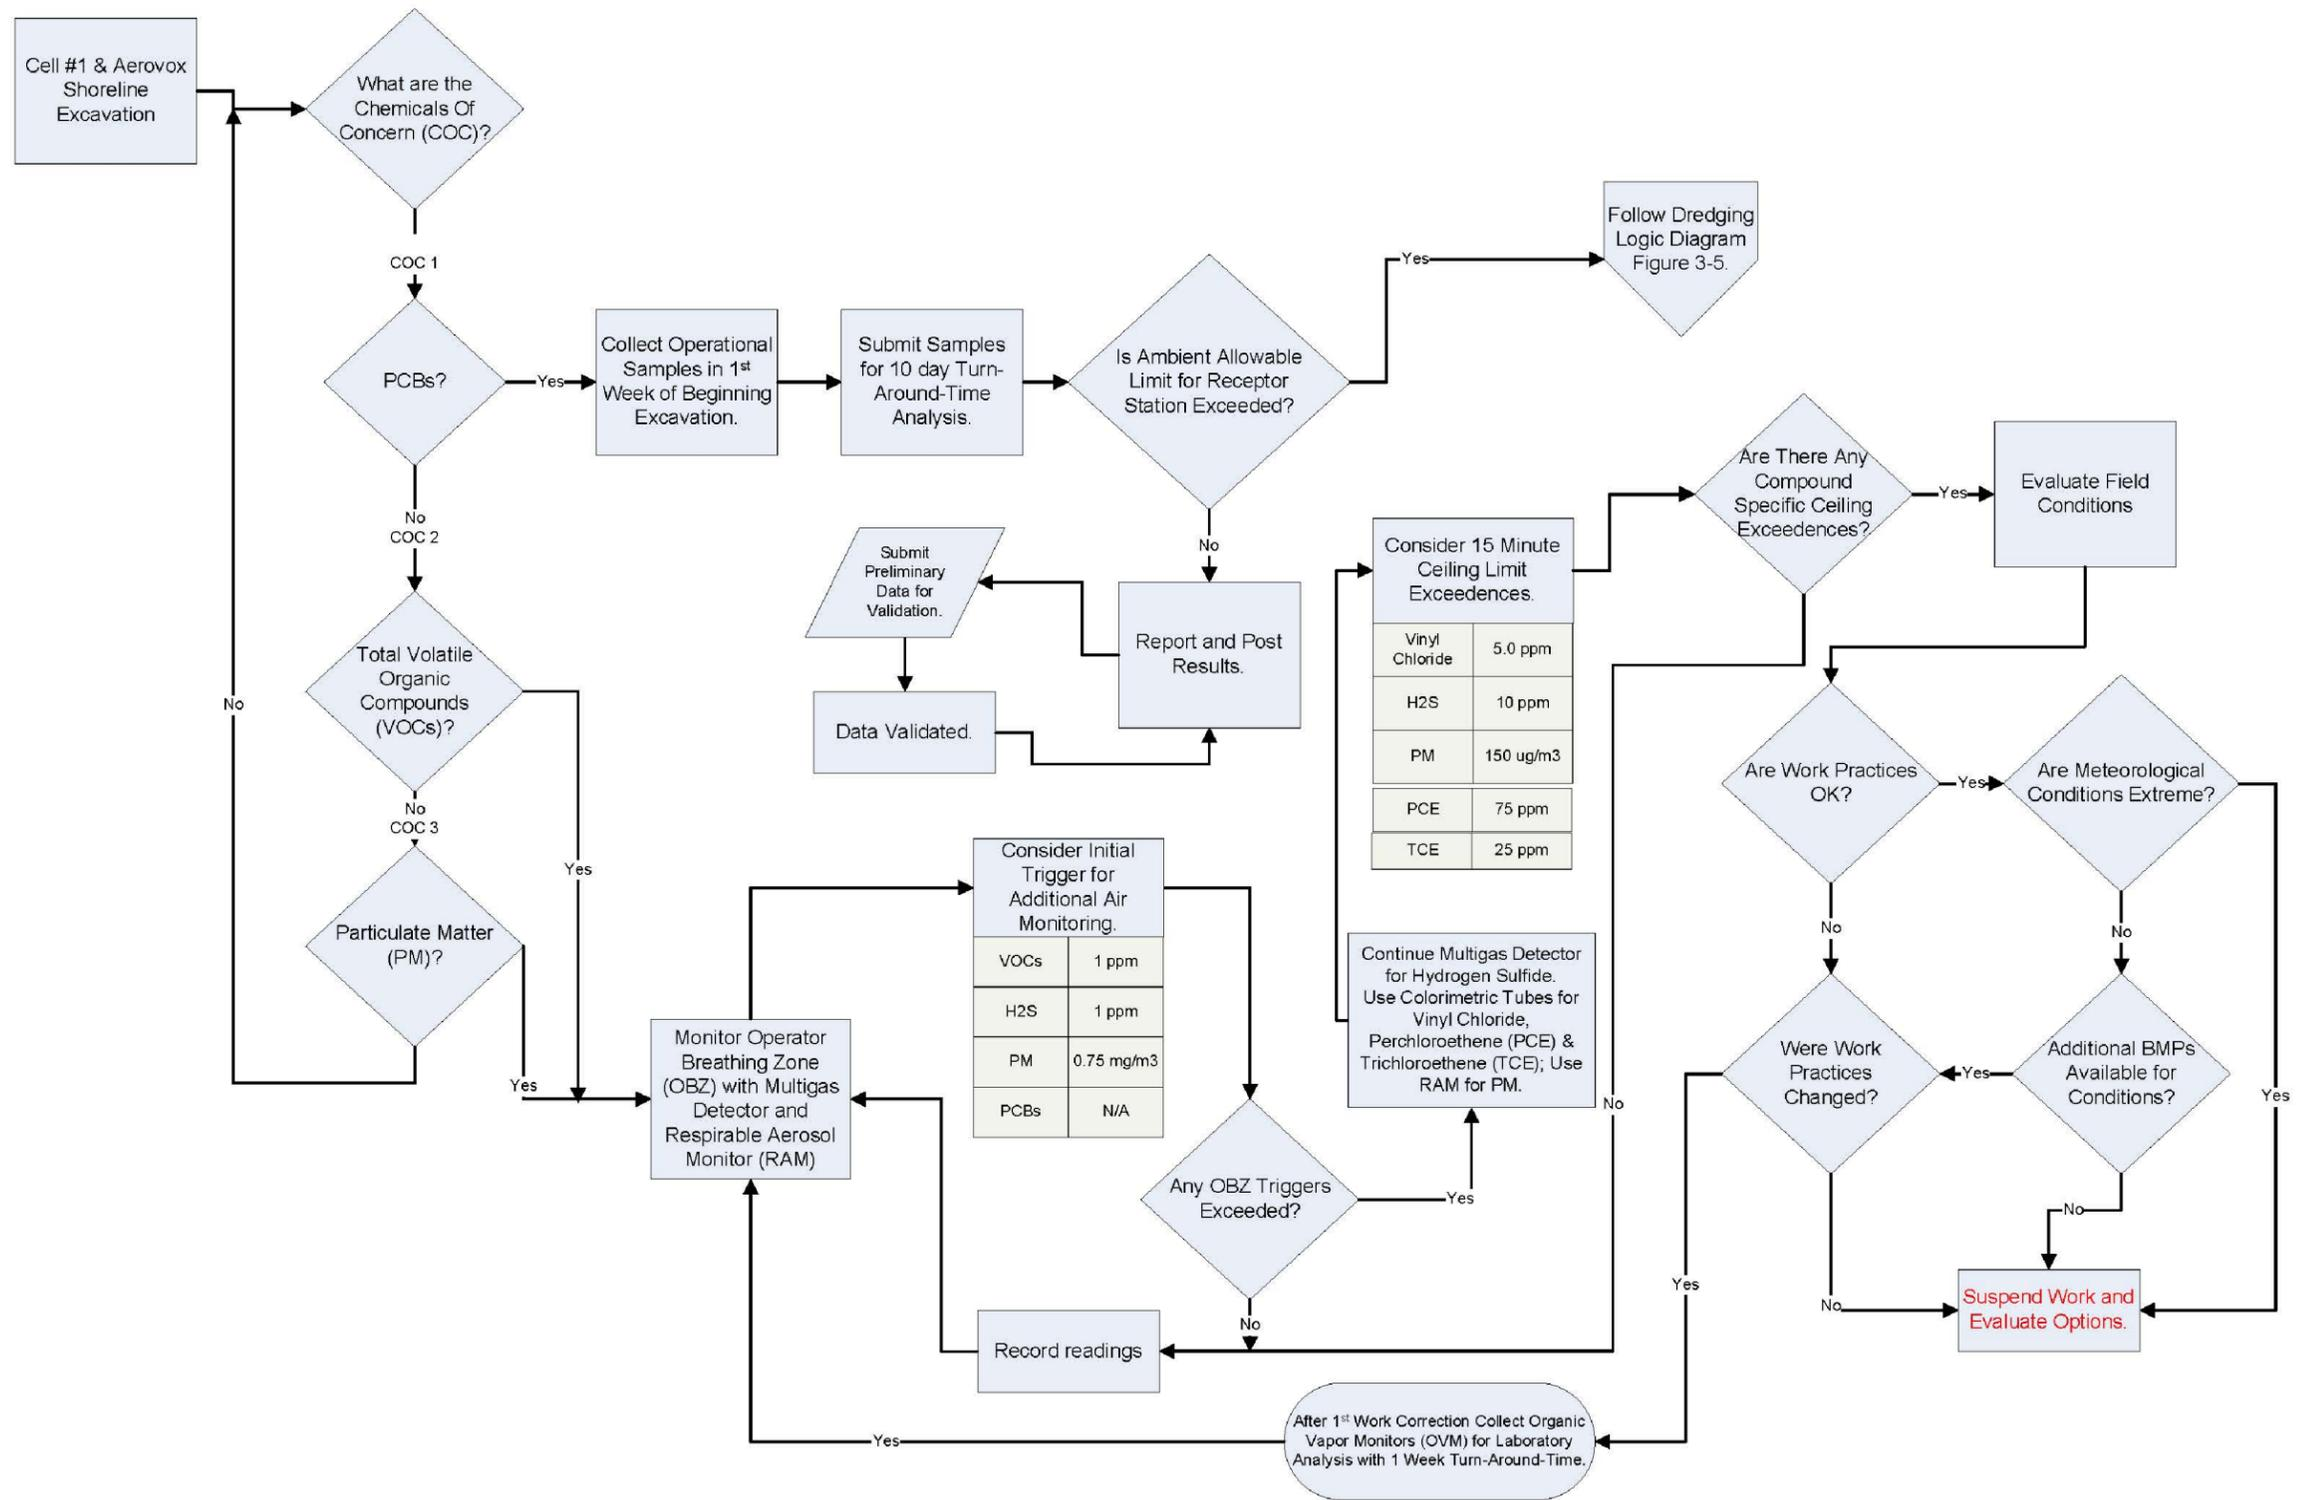 Cell #1 & Aerovox
Shoreline
Excavation
What are the
Chemicals Of
Concern (COC)?
COC 1
PCBs?
Yes
Collect Operational
Samples in 1st
Week of Beginning
Excavation.
Submit Samples
for 10 day Turn-
Around-Time
Analysis.
Is Ambient Allowable
Limit for Receptor
Station Exceeded?
Yes
Follow Dredging
Logic Diagram
Figure 3-5.
No
Report and Post
Results.
Submit
Preliminary
Data for
Validation.
Data Validated.
No
COC 2
Total Volatile
Organic
Compounds
(VOCs)?
Yes
No
COC 3
Particulate Matter
(PM)?
Yes
No
Monitor Operator
Breathing Zone
(OBZ) with Multigas
Detector and
Respirable Aerosol
Monitor (RAM)
Consider Initial
Trigger for
Additional Air
Monitoring.
VOCs 1 ppm
H2S 1 ppm
PM 0.75 mg/m3
PCBs N/A
Any OBZ Triggers
Exceeded?
Yes
No
Record readings
Continue Multigas Detector
for Hydrogen Sulfide.
Use Colorimetric Tubes for
Vinyl Chloride,
Perchloroethene (PCE) &
Trichloroethene (TCE); Use
RAM for PM.
Consider 15 Minute
Ceiling Limit
Exceedences.
Vinyl
Chloride 5.0 ppm
H2S 10 ppm
PM 150 ug/m3
PCE 75 ppm
TCE 25 ppm
Are There Any
Compound
Specific Ceiling
Exceedences?
Yes
No
Evaluate Field
Conditions
Are Work Practices
OK?
Yes
No
Are Meteorological
Conditions Extreme?
Yes
No
Were Work
Practices
Changed?
Yes
Additional BMPs
Available for
Conditions?
No
No
Yes
Suspend Work and
Evaluate Options.
After 1st Work Correction Collect Organic
Vapor Monitors (OVM) for Laboratory
Analysis with 1 Week Turn-Around-Time.
Yes